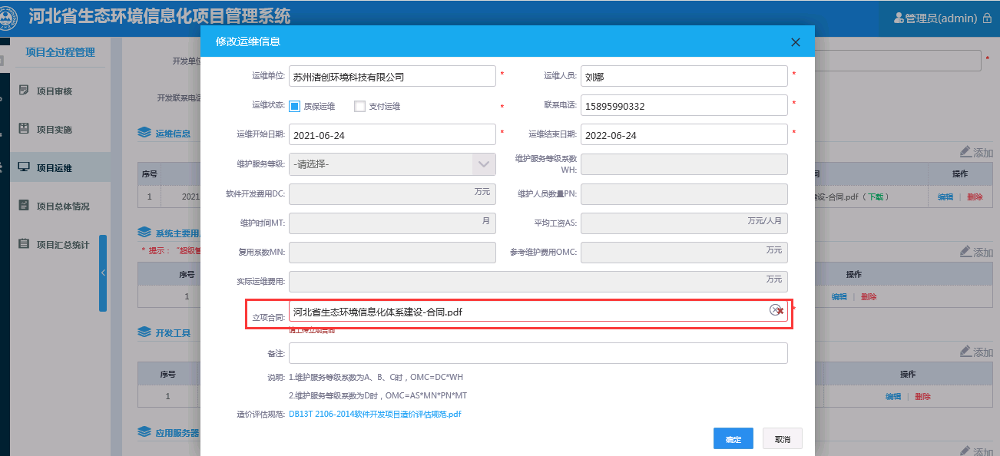 河北省生态环境信息化项目管理系统
管理员(admin)
项目全过程管理
项目审核
项目实施
项目运维
项目总体情况
项目汇总统计
开发单位
*
开发联系电话
运维信息
添加
序号
操作
1 2021
设-合同.pdf（下载） 编辑 | 删除
系统主要用户
添加
* 提示：“超级管
序号 操作
1 编辑 | 删除
开发工具
添加
序号 操作
1 编辑 | 删除
应用服务器
添加
修改运维信息
运维单位: 苏州清创环境科技有限公司 * 运维人员: 刘娜 *
运维状态: 质保运维 支付运维 * 联系电话: 15895990332 *
运维开始日期: 2021-06-24 * 运维结束日期: 2022-06-24 *
维护服务等级: -请选择- 维护服务等级系数
WH:
软件开发费用DC: 万元 维护人员数量PN:
维护时间MT: 月 平均工资AS: 万元/人月
复用系数MN: 参考维护费用OMC: 万元
实际运维费用: 万元
立项合同: 河北省生态环境信息化体系建设-合同.pdf *
请上传立项合同
备注:
说明: 1.维护服务等级系数为A、B、C时，OMC=DC*WH
2.维护服务等级系数为D时，OMC=AS*MN*PN*MT
造价评估规范: DB13T 2106-2014软件开发项目造价评估规范.pdf
确定 取消